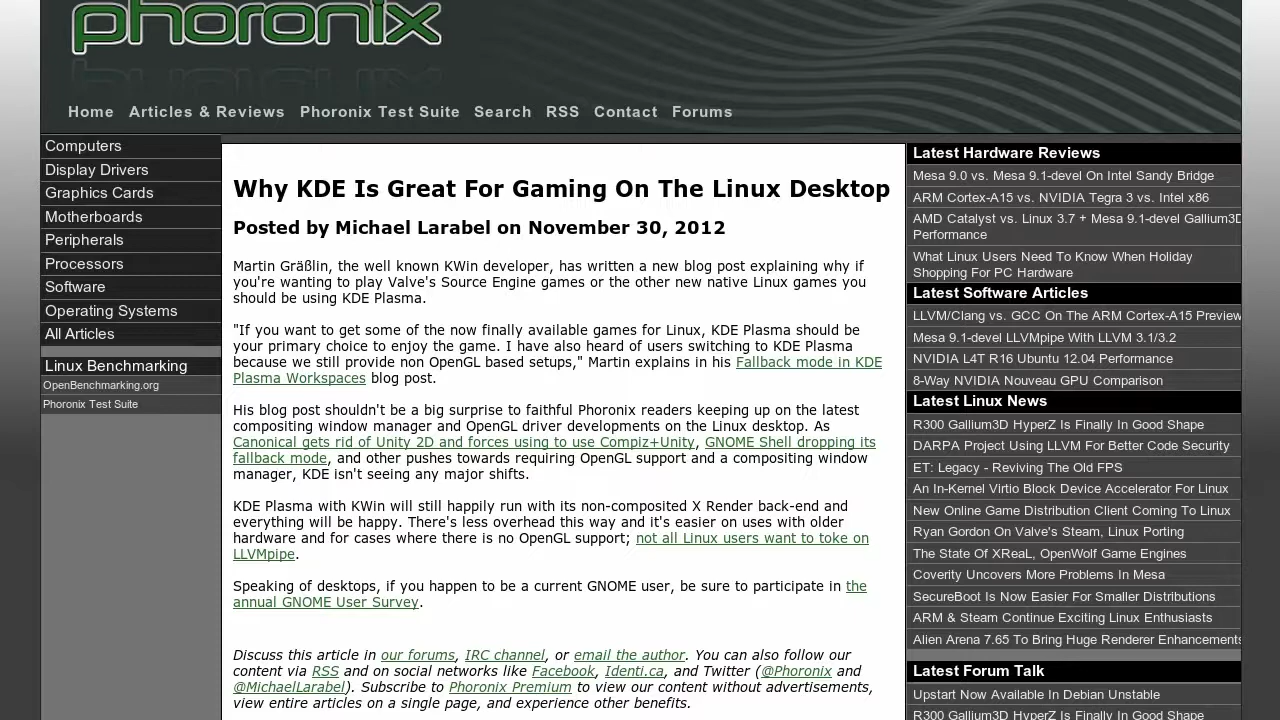 phoronix
Home Articles & Reviews Phoronix Test Suite Search RSS Contact Forums
Computers
Display Drivers
Graphics Cards
Motherboards
Peripherals
Processors
Software
Operating Systems
All Articles
Linux Benchmarking
OpenBenchmarking.org
Phoronix Test Suite
Why KDE Is Great For Gaming On The Linux Desktop
Posted by Michael Larabel on November 30, 2012
Martin Gräßlin, the well known KWin developer, has written a new blog post explaining why if
you're wanting to play Valve's Source Engine games or the other new native Linux games you
should be using KDE Plasma.
"If you want to get some of the now finally available games for Linux, KDE Plasma should be
your primary choice to enjoy the game. I have also heard of users switching to KDE Plasma
because we still provide non OpenGL based setups," Martin explains in his Fallback mode in KDE
Plasma Workspaces blog post.
His blog post shouldn't be a big surprise to faithful Phoronix readers keeping up on the latest
compositing window manager and OpenGL driver developments on the Linux desktop. As
Canonical gets rid of Unity 2D and forces using to use Compiz+Unity, GNOME Shell dropping its
fallback mode, and other pushes towards requiring OpenGL support and a compositing window
manager, KDE isn't seeing any major shifts.
KDE Plasma with KWin will still happily run with its non-composited X Render back-end and
everything will be happy. There's less overhead this way and it's easier on uses with older
hardware and for cases where there is no OpenGL support; not all Linux users want to toke on
LLVMpipe.
Speaking of desktops, if you happen to be a current GNOME user, be sure to participate in the
annual GNOME User Survey.
Discuss this article in our forums, IRC channel, or email the author. You can also follow our
content via RSS and on social networks like Facebook, Identi.ca, and Twitter (@Phoronix and
@MichaelLarabel). Subscribe to Phoronix Premium to view our content without advertisements,
view entire articles on a single page, and experience other benefits.
Latest Hardware Reviews
Mesa 9.0 vs. Mesa 9.1-devel On Intel Sandy Bridge
ARM Cortex-A15 vs. NVIDIA Tegra 3 vs. Intel x86
AMD Catalyst vs. Linux 3.7 + Mesa 9.1-devel Gallium3D
Performance
What Linux Users Need To Know When Holiday
Shopping For PC Hardware
Latest Software Articles
LLVM/Clang vs. GCC On The ARM Cortex-A15 Preview
Mesa 9.1-devel LLVMpipe With LLVM 3.1/3.2
NVIDIA L4T R16 Ubuntu 12.04 Performance
8-Way NVIDIA Nouveau GPU Comparison
Latest Linux News
R300 Gallium3D HyperZ Is Finally In Good Shape
DARPA Project Using LLVM For Better Code Security
ET: Legacy - Reviving The Old FPS
An In-Kernel Virtio Block Device Accelerator For Linux
New Online Game Distribution Client Coming To Linux
Ryan Gordon On Valve's Steam, Linux Porting
The State Of XReaL, OpenWolf Game Engines
Coverity Uncovers More Problems In Mesa
SecureBoot Is Now Easier For Smaller Distributions
ARM & Steam Continue Exciting Linux Enthusiasts
Alien Arena 7.65 To Bring Huge Renderer Enhancements
Latest Forum Talk
Upstart Now Available In Debian Unstable
R300 Gallium3D HyperZ Is Finally In Good Shape